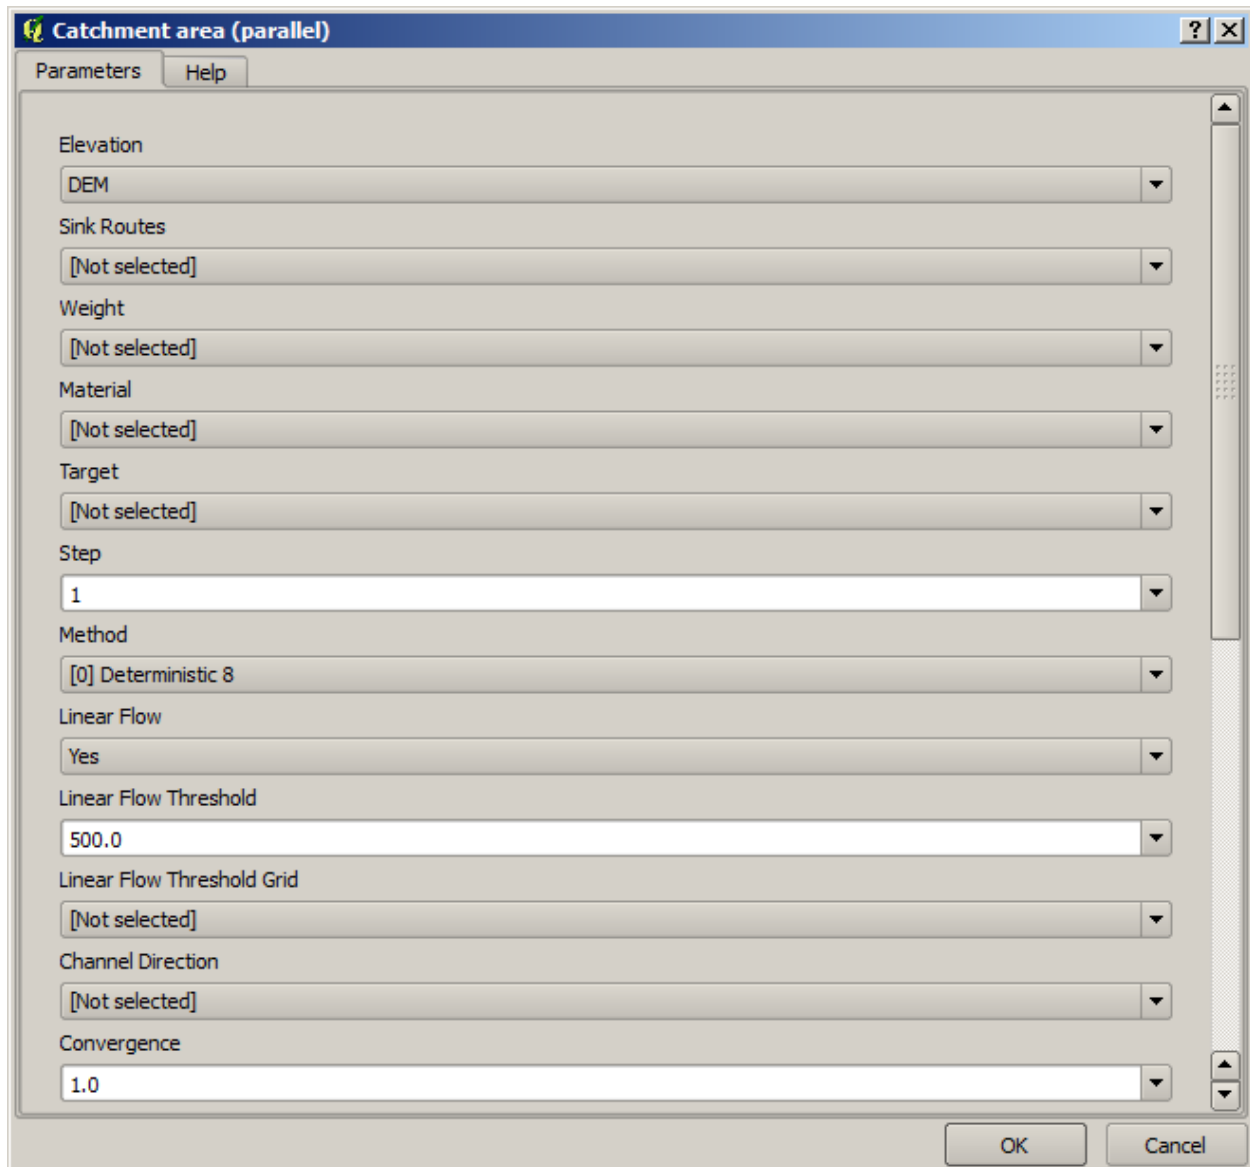 Catchment area (parallel)
Parameters Help
Elevation
DEM
Sink Routes
[Not selected]
Weight
[Not selected]
Material
[Not selected]
Target
[Not selected]
Step
1
Method
[0] Deterministic 8
Linear Flow
Yes
Linear Flow Threshold
500.0
Linear Flow Threshold Grid
[Not selected]
Channel Direction
[Not selected]
Convergence
1.0
OK Cancel